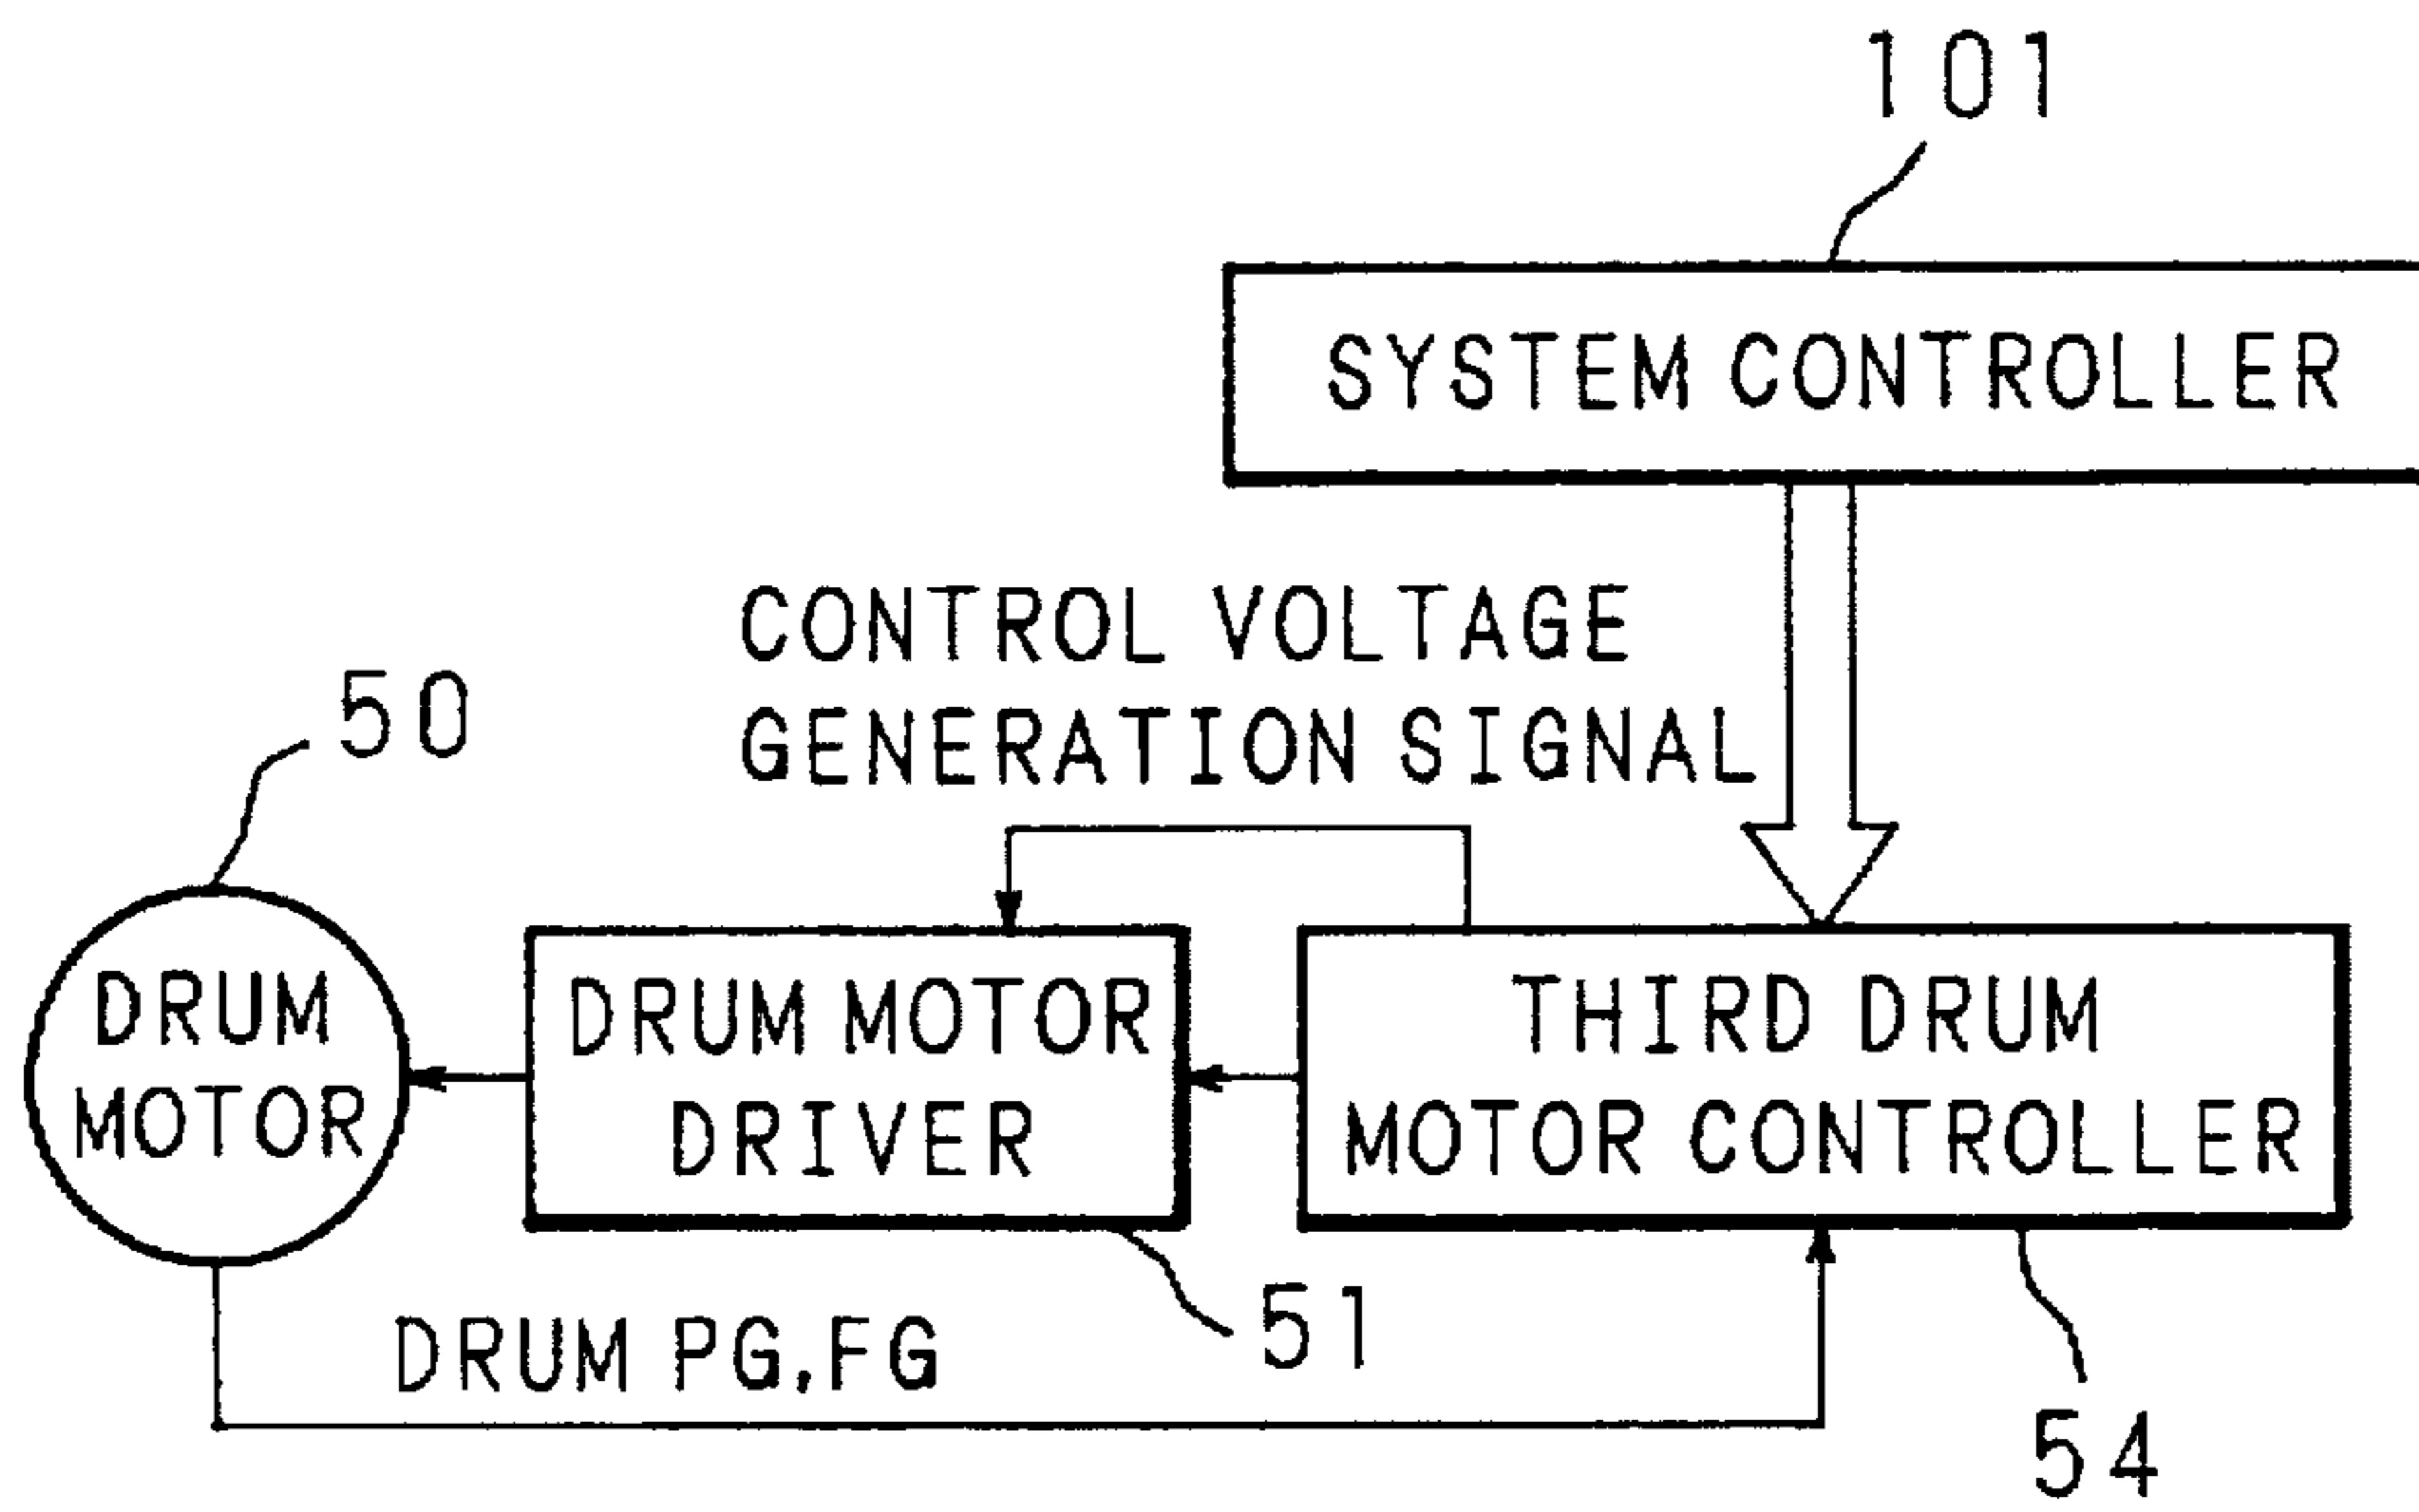 101
SYSTEM CONTROLLER
CONTROL VOLTAGE
GENERATION SIGNAL
50
DRUM
MOTOR
DRUM MOTOR
DRIVER
THIRD DRUM
MOTOR CONTROLLER
DRUM PG,FG
51
54